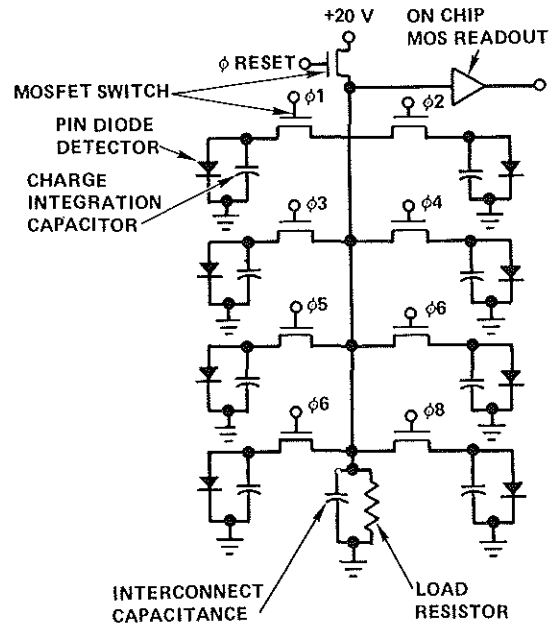 +20 V
ON CHIP
MOS READOUT
ϕ RESET
MOSFET SWITCH
ϕ1
ϕ2
PIN DIODE
DETECTOR
CHARGE
INTEGRATION
CAPACITOR
ϕ3
ϕ4
ϕ5
ϕ6
ϕ6
ϕ8
INTERCONNECT
CAPACITANCE
LOAD
RESISTOR